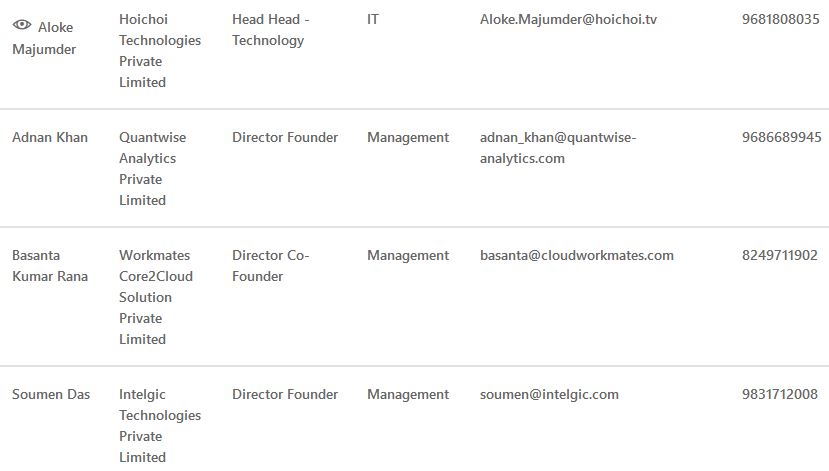 Aloke Majumder Hoichoi Technologies Private Limited Head Head - Technology IT Aloke.Majumder@hoichoi.tv 9681808035
Adnan Khan Quantwise Analytics Private Limited Director Founder Management adnan_khan@quantwise-analytics.com 9686689945
Basanta Kumar Rana Workmates Core2Cloud Solution Private Limited Director Co-Founder Management basanta@cloudworkmates.com 8249711902
Soumen Das Intelgic Technologies Private Limited Director Founder Management soumen@intelgic.com 9831712008